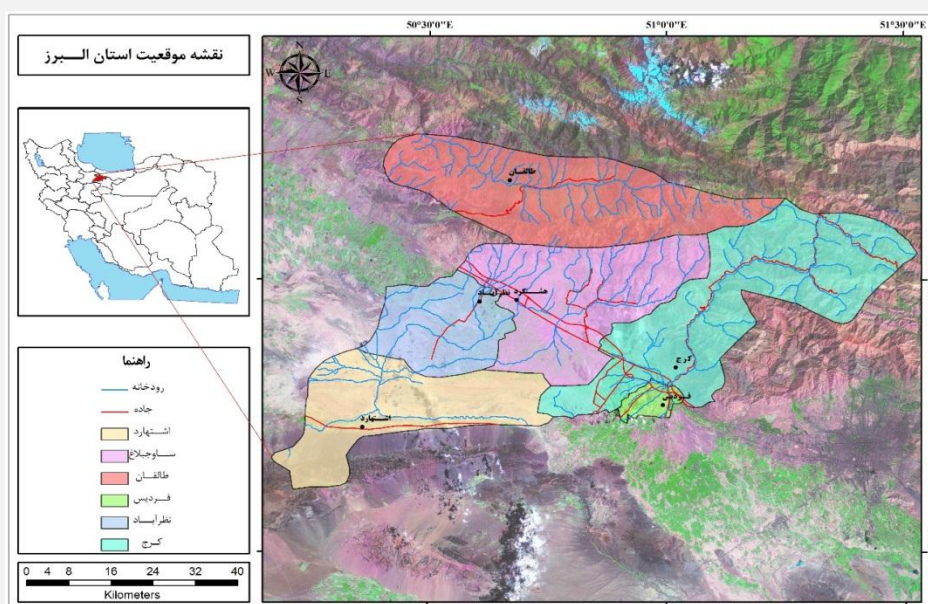 نقشه موقعیت استان البرز
راهنما
رودخانه
جاده
اشتهارد
ساوجبلاغ
طالقان
فردیس
نظرآباد
کرج
0 4 8 16 24 32 40
Kilometers
50°30'0"E
51°0'0"E
51°30'0"E
N
W
E
S
طالقان
نظرآباد
هشتگرد
کرج
فردیس
اشتهارد